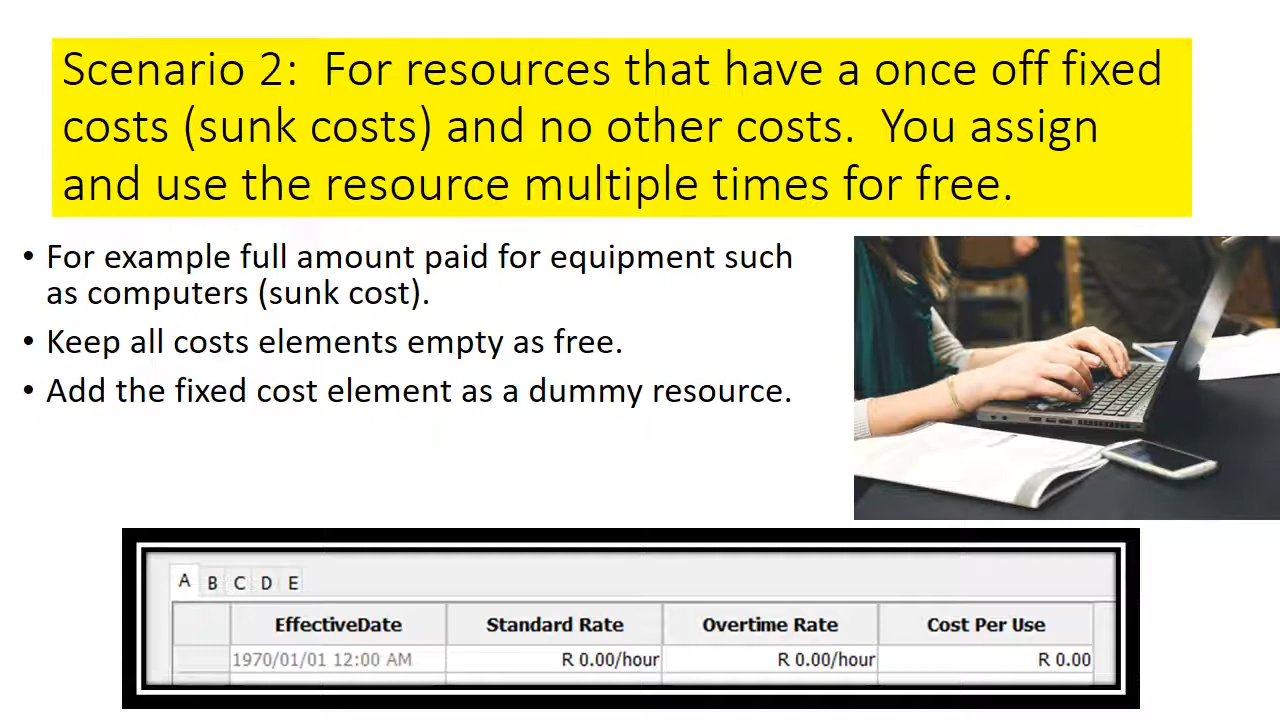 Scenario 2:  For resources that have a once off fixed
costs (sunk costs) and no other costs.  You assign
and use the resource multiple times for free.
• For example full amount paid for equipment such
as computers (sunk cost).
• Keep all costs elements empty as free.
• Add the fixed cost element as a dummy resource.
A B C D E
EffectiveDate Standard Rate Overtime Rate Cost Per Use
1970/01/01 12:00 AM R 0.00/hour R 0.00/hour R 0.00